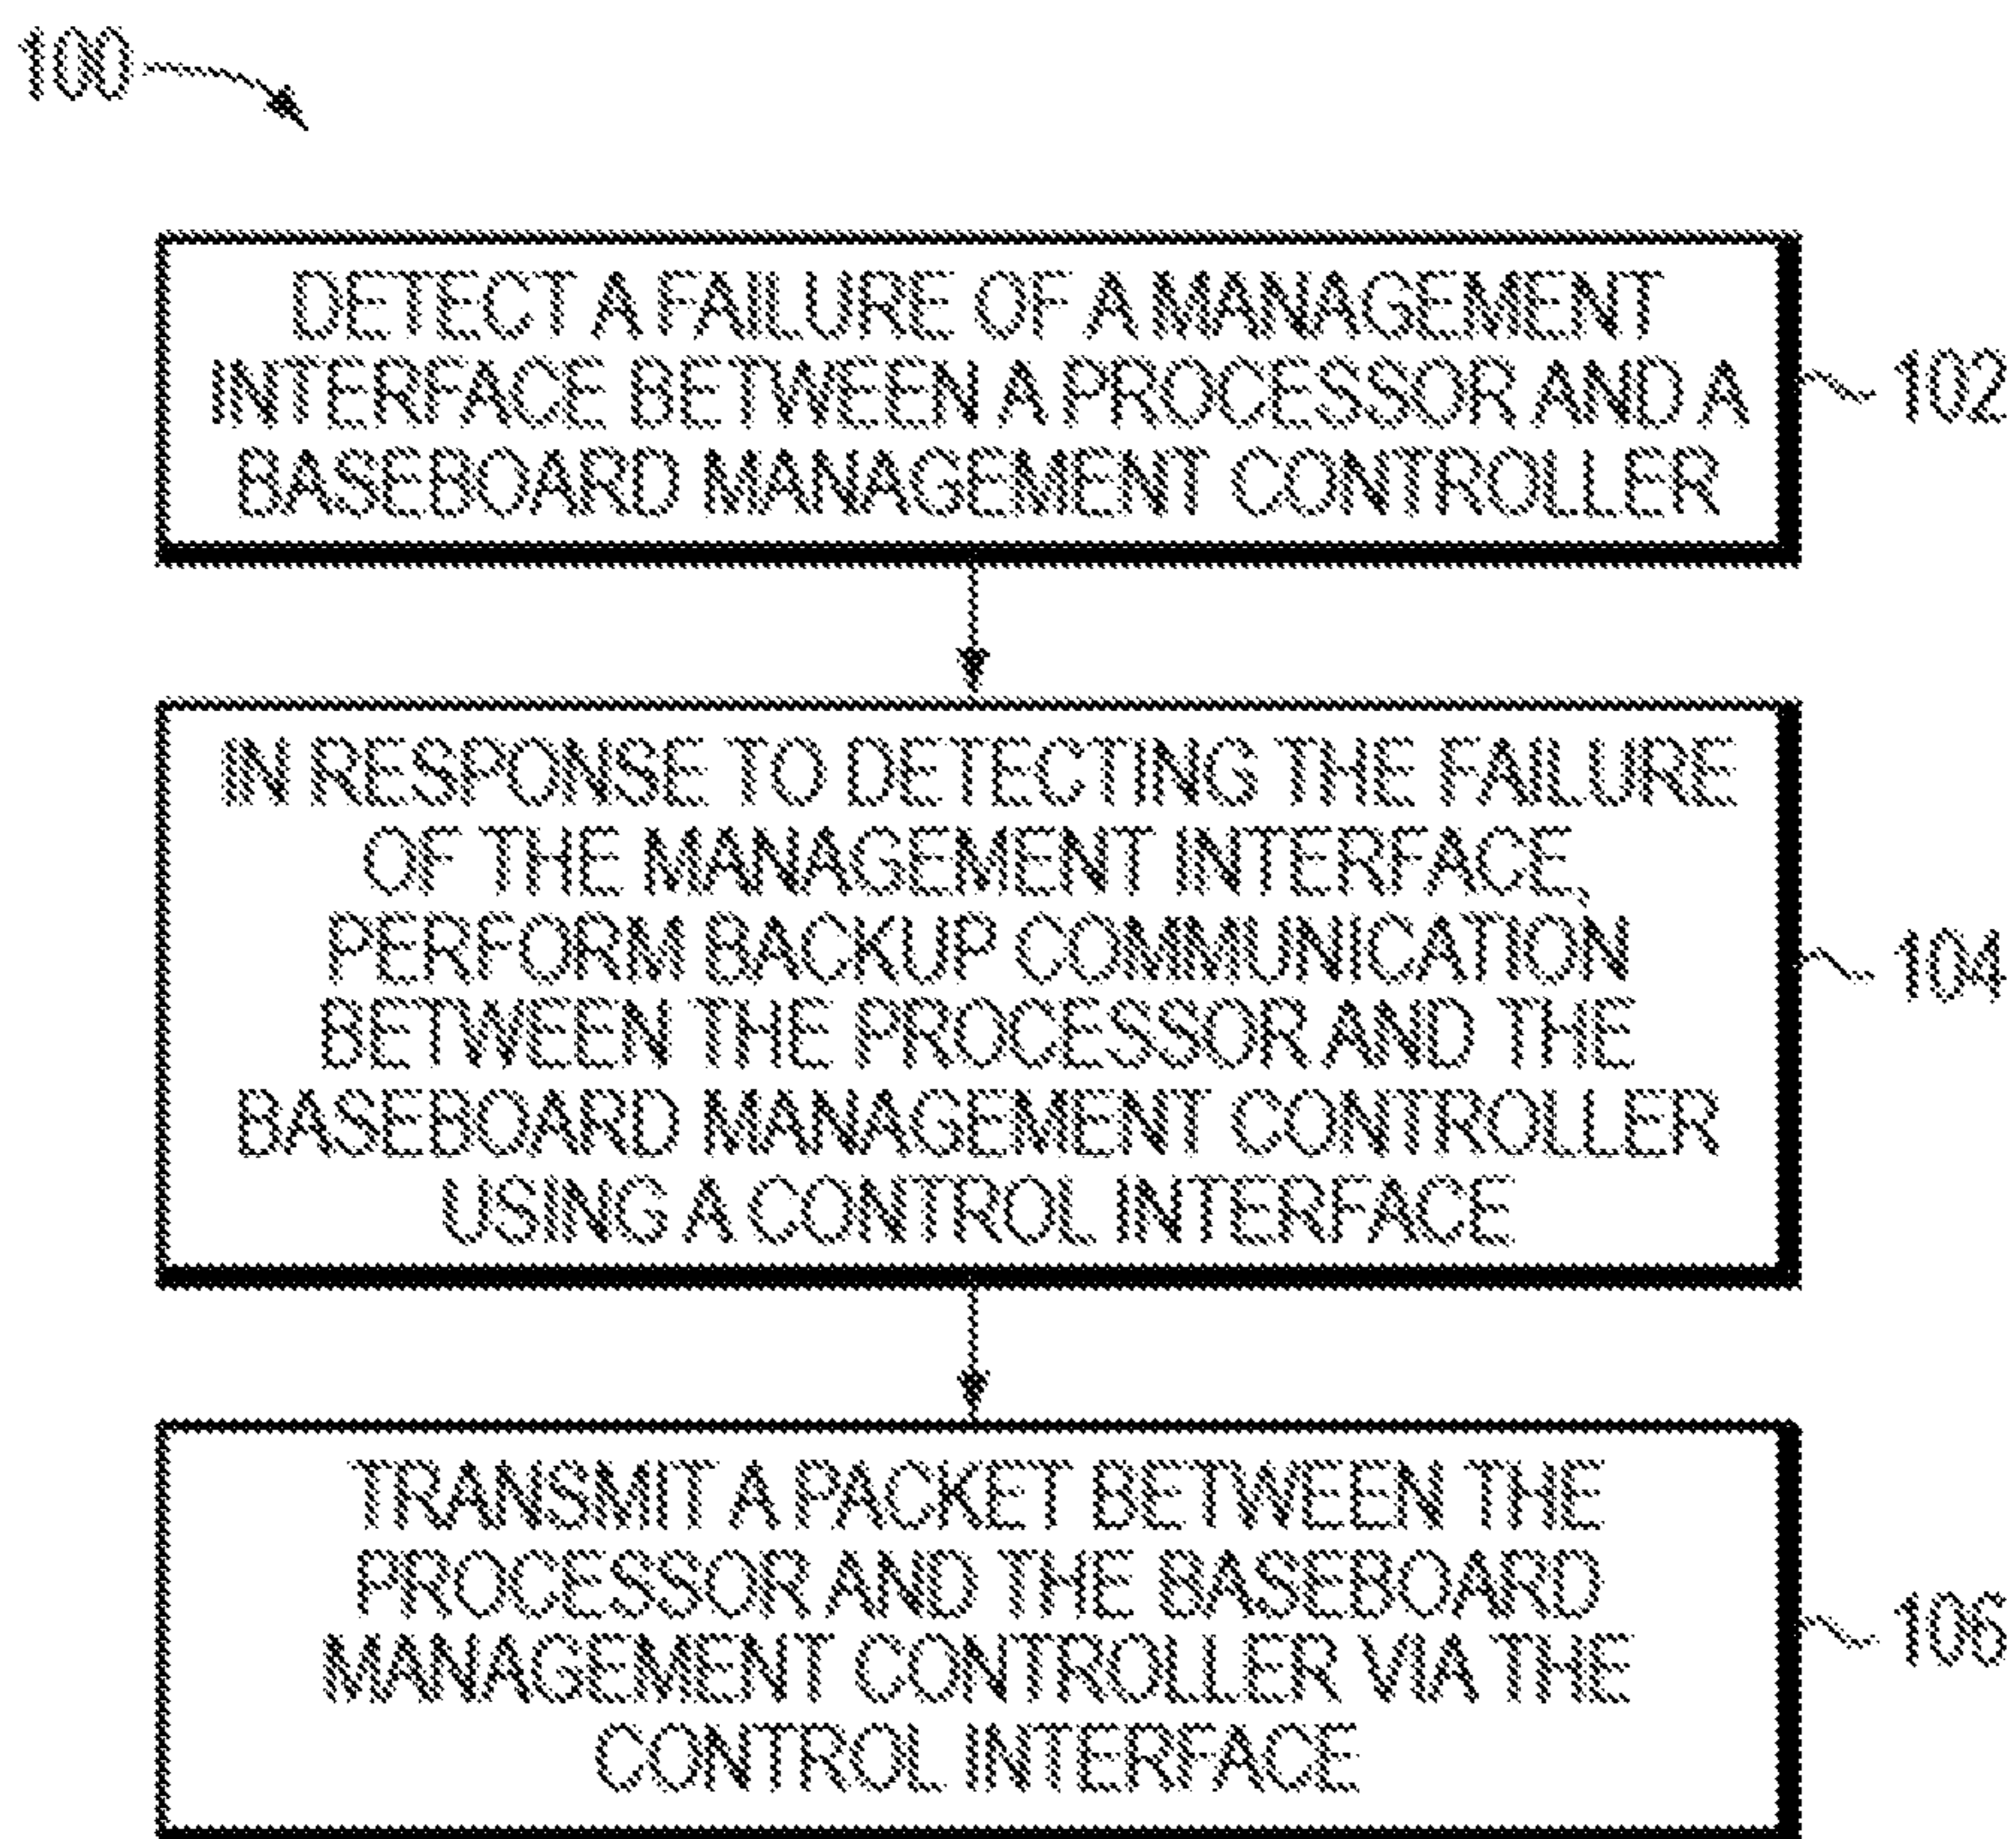 100
DETECT A FAILURE OF A MANAGEMENT
INTERFACE BETWEEN A PROCESSOR AND A
BASEBOARD MANAGEMENT CONTROLLER
102
IN RESPONSE TO DETECTING THE FAILURE
OF THE MANAGEMENT INTERFACE,
PERFORM BACKUP COMMUNICATION
BETWEEN THE PROCESSOR AND THE
BASEBOARD MANAGEMENT CONTROLLER
USING A CONTROL INTERFACE
104
TRANSMIT A PACKET BETWEEN THE
PROCESSOR AND THE BASEBOARD
MANAGEMENT CONTROLLER VIA THE
CONTROL INTERFACE
106